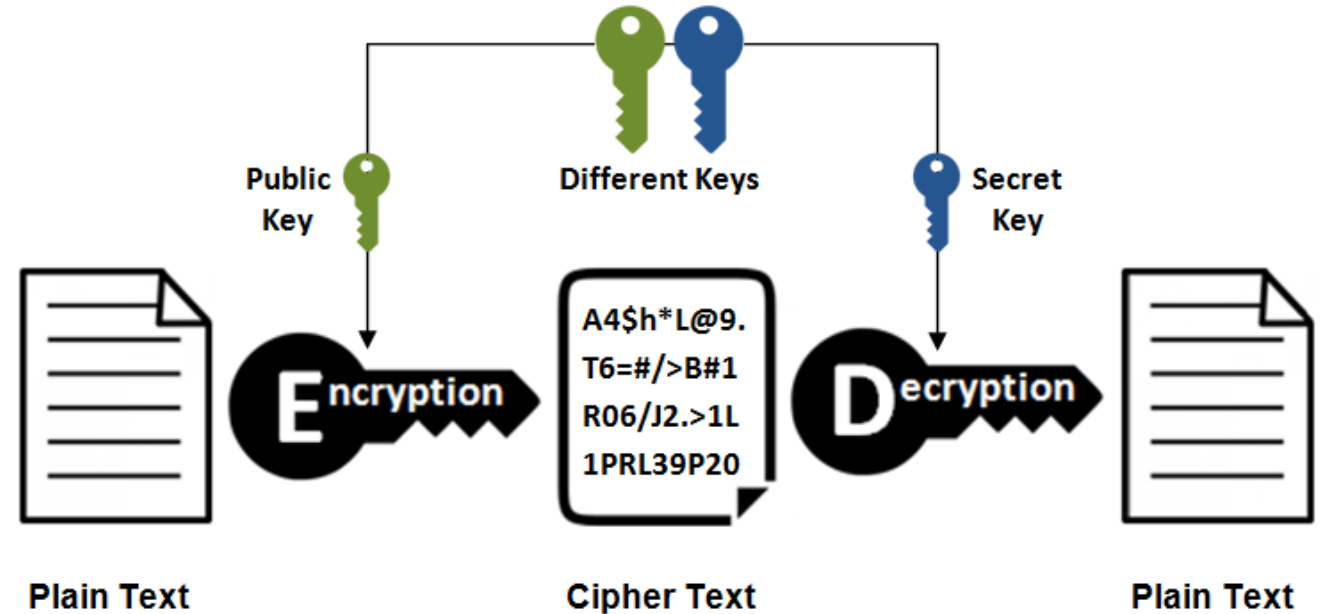 Public
Key
Different Keys
Secret
Key
Encryption
A4$h*L@9.
T6=#/>B#1
R06/J2.>1L
1PRL39P20
Decryption
Plain Text
Cipher Text
Plain Text